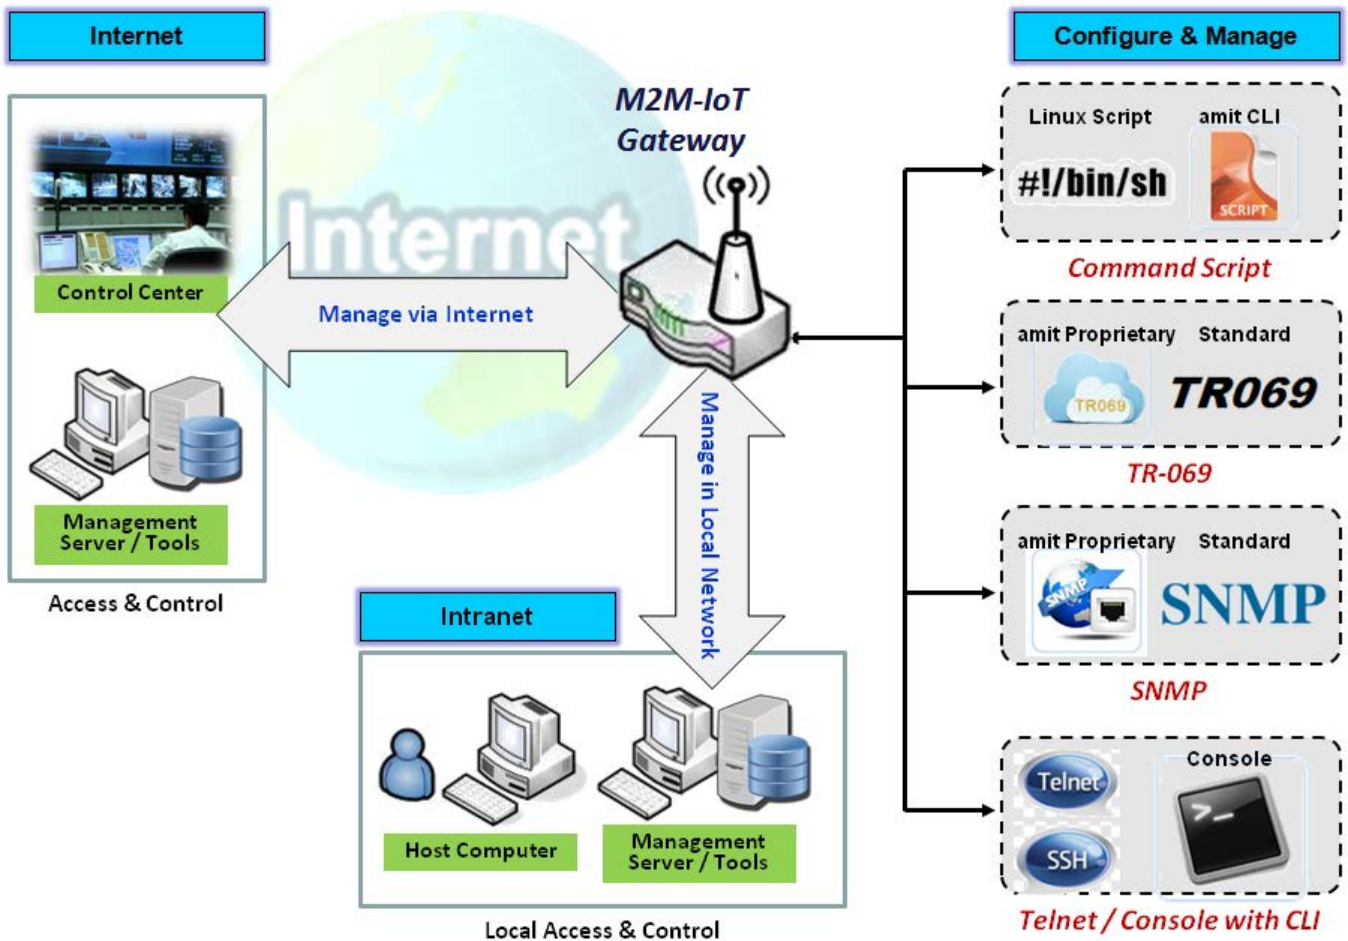 Internet
Control Center
Management
Server / Tools
Access & Control
Internet
M2M-IoT
Gateway
Manage via Internet
Manage in Local Network
Intranet
Host Computer
Management
Server / Tools
Local Access & Control
Configure & Manage
Linux Script amit CLI
#!/bin/sh
SCRIPT
Command Script
amit Proprietary Standard
TR069
TR069
TR-069
amit Proprietary Standard
SNMP
SNMP
SNMP
Telnet
Console
>_
SSH
Telnet / Console with CLI